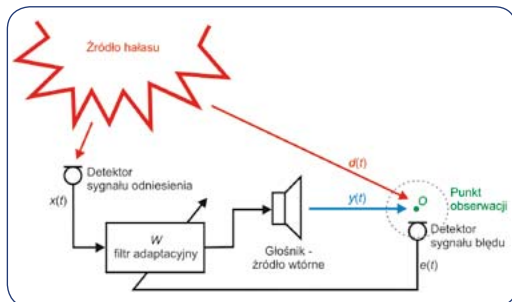 Źródło hałasu
Detektor
sygnału odniesienia
x(t)
W
filtr adaptacyjny
Głośnik -
źródło wtórne
d(t)
y(t)
O
Punkt
obserwacji
Detektor
sygnału błędu
e(t)